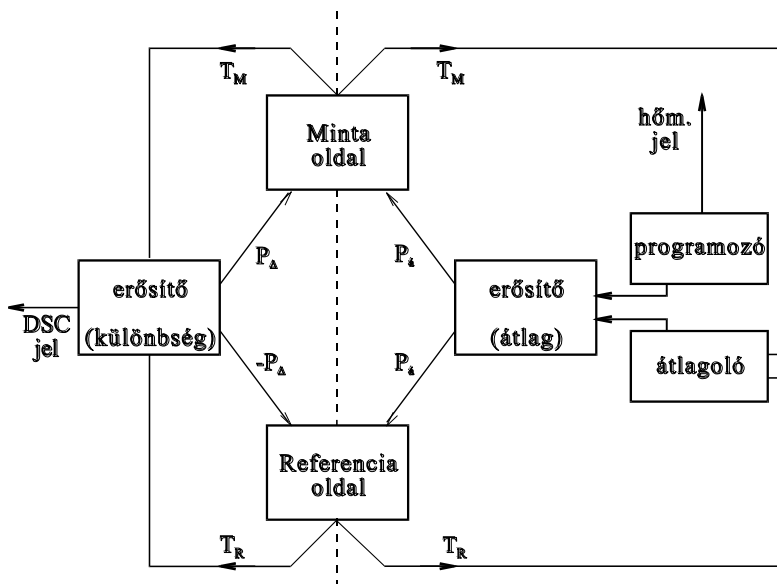 T_M
T_M
Minta
oldal
hőm.
jel
programozó
P_Δ
P_á
erősítő
(különbség)
erősítő
(átlag)
DSC
jel
átlagoló
-P_Δ
P_á
Referencia
oldal
T_R
T_R